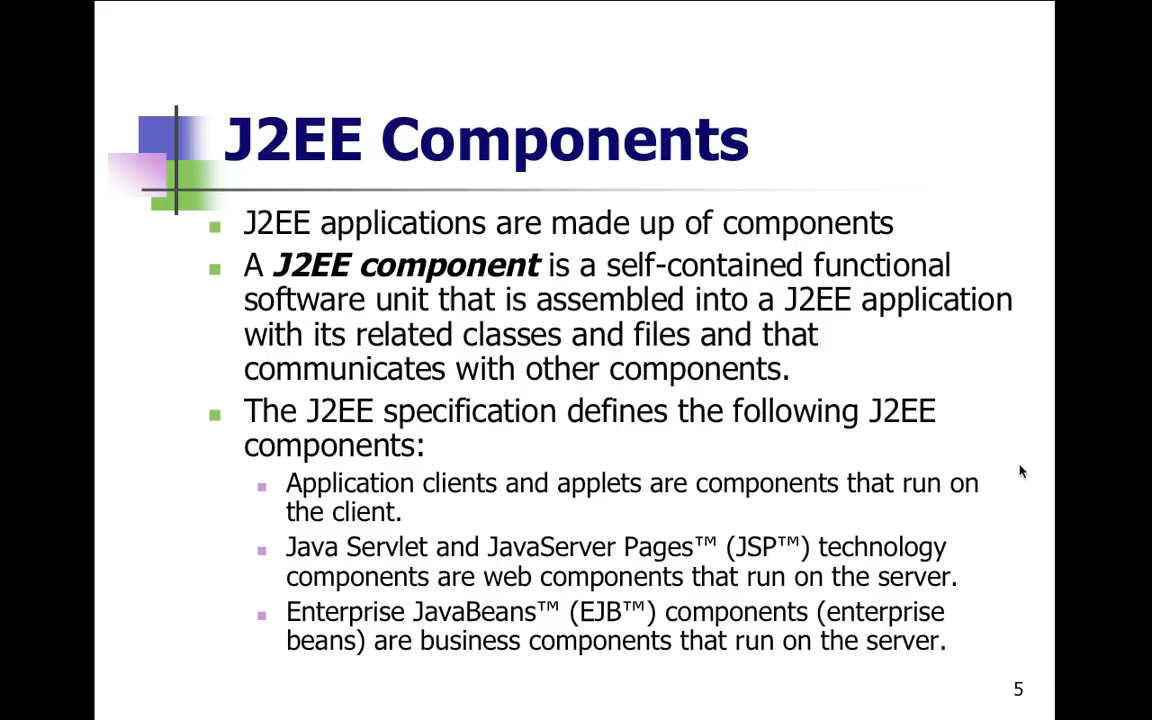 J2EE Components
J2EE applications are made up of components
A J2EE component is a self-contained functional
software unit that is assembled into a J2EE application
with its related classes and files and that
communicates with other components.
The J2EE specification defines the following J2EE
components:
Application clients and applets are components that run on
the client.
Java Servlet and JavaServer Pages™ (JSP™) technology
components are web components that run on the server.
Enterprise JavaBeans™ (EJB™) components (enterprise
beans) are business components that run on the server.
5